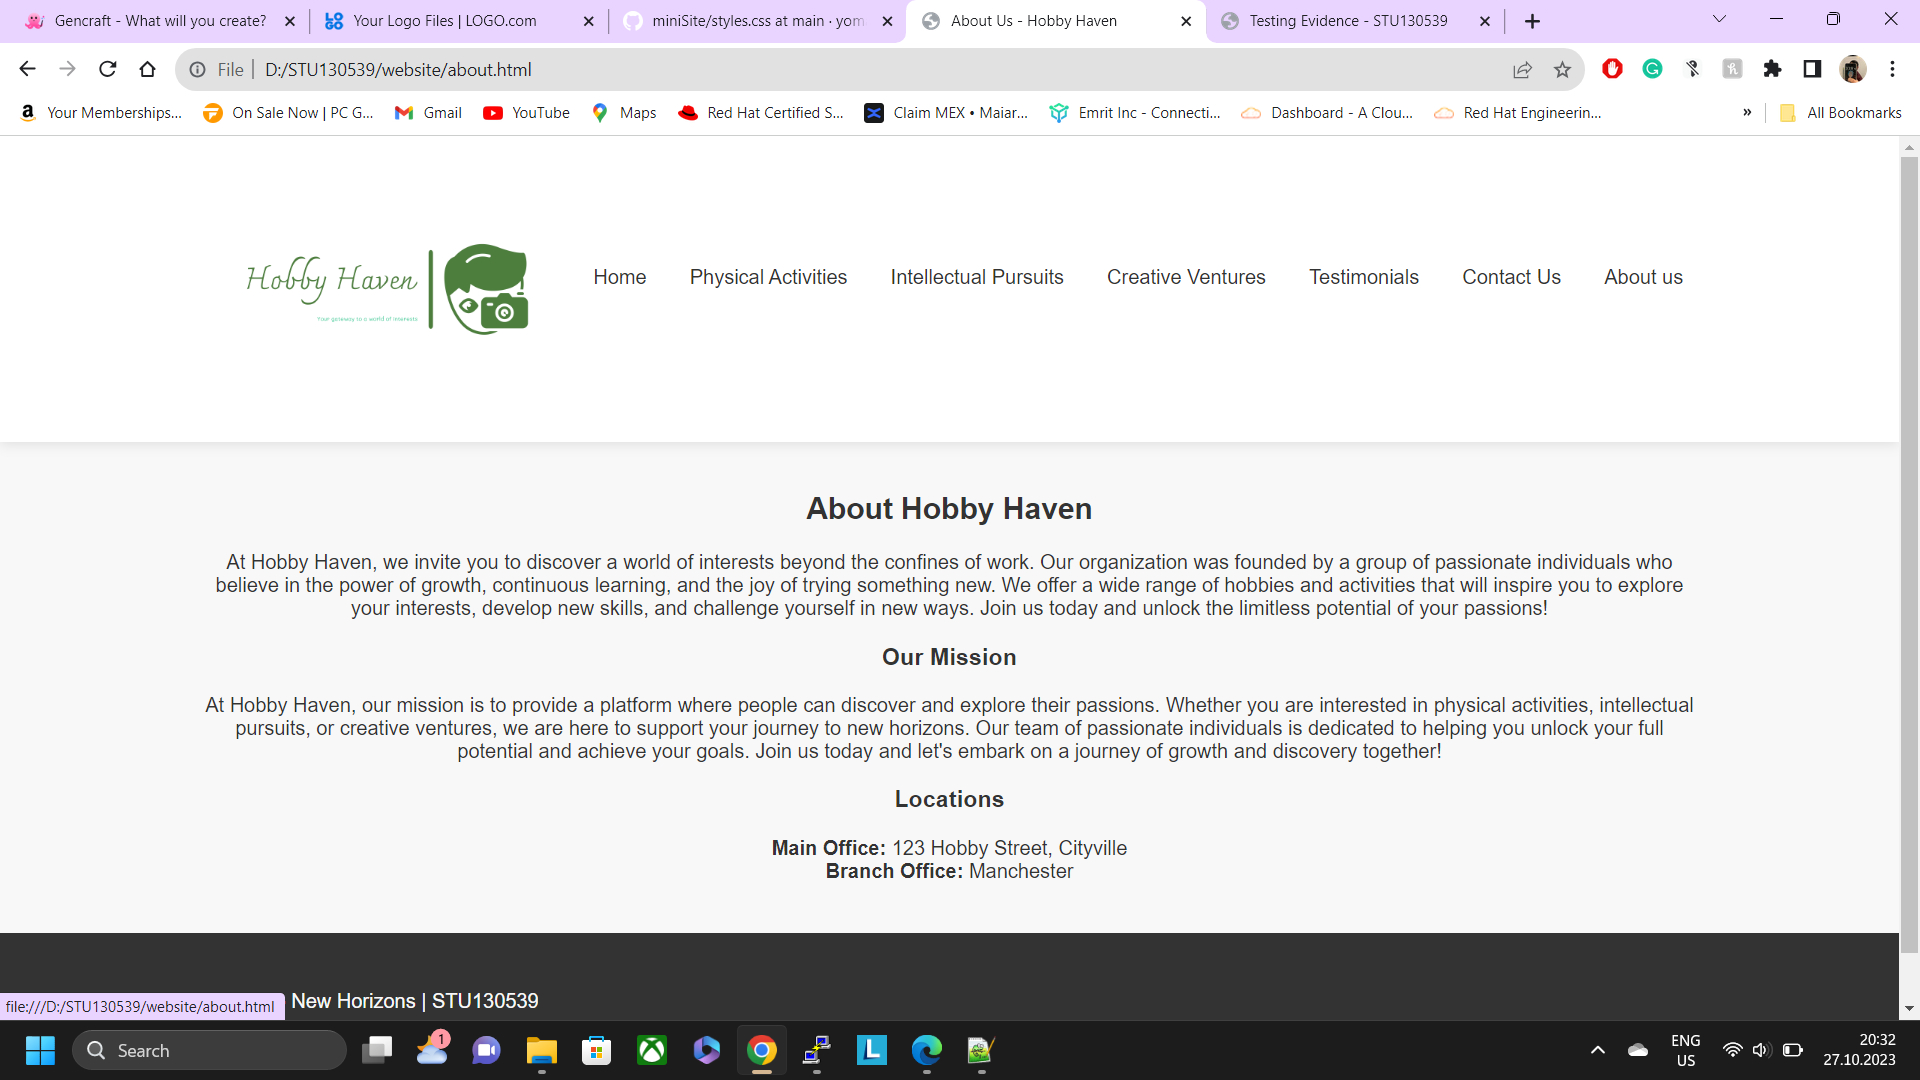 Gencraft - What will you create?
Your Logo Files | LOGO.com
miniSite/styles.css at main · yom
About Us - Hobby Haven
Testing Evidence - STU130539
File
D:/STU130539/website/about.html
Your Memberships...
On Sale Now | PC G...
Gmail
YouTube
Maps
Red Hat Certified S...
Claim MEX • Maiar...
Emrit Inc - Connecti...
Dashboard - A Clou...
Red Hat Engineerin...
»
All Bookmarks
Hobby Haven
Your gateway to a world of interests
Home
Physical Activities
Intellectual Pursuits
Creative Ventures
Testimonials
Contact Us
About us
About Hobby Haven
At Hobby Haven, we invite you to discover a world of interests beyond the confines of work. Our organization was founded by a group of passionate individuals who
believe in the power of growth, continuous learning, and the joy of trying something new. We offer a wide range of hobbies and activities that will inspire you to explore
your interests, develop new skills, and challenge yourself in new ways. Join us today and unlock the limitless potential of your passions!
Our Mission
At Hobby Haven, our mission is to provide a platform where people can discover and explore their passions. Whether you are interested in physical activities, intellectual
pursuits, or creative ventures, we are here to support your journey to new horizons. Our team of passionate individuals is dedicated to helping you unlock your full
potential and achieve your goals. Join us today and let's embark on a journey of growth and discovery together!
Locations
Main Office: 123 Hobby Street, Cityville
Branch Office: Manchester
New Horizons | STU130539
file:///D:/STU130539/website/about.html
Search
1
L
ENG
US
20:32
27.10.2023